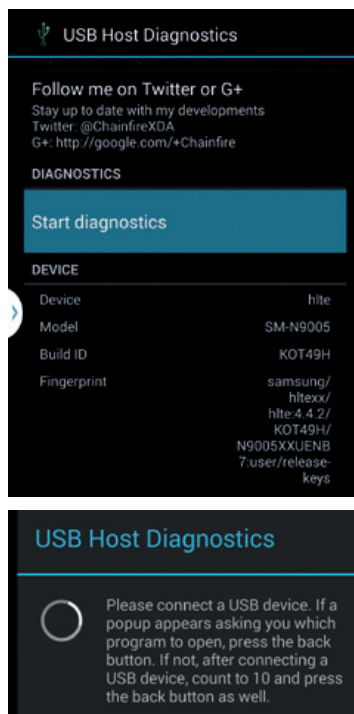 USB Host Diagnostics
Follow me on Twitter or G+
Stay up to date with my developments
Twitter: @ChainfireXDA
G+: http://google.com/+Chainfire
DIAGNOSTICS
Start diagnostics
DEVICE
Device hlte
Model SM-N9005
Build ID KOT49H
Fingerprint samsung/
hltexx/
hlte:4.4.2/
KOT49H/
N9005XXUENB
7:user/release-
keys
USB Host Diagnostics
Please connect a USB device. If a
popup appears asking you which
program to open, press the back
button. If not, after connecting a
USB device, count to 10 and press
the back button as well.